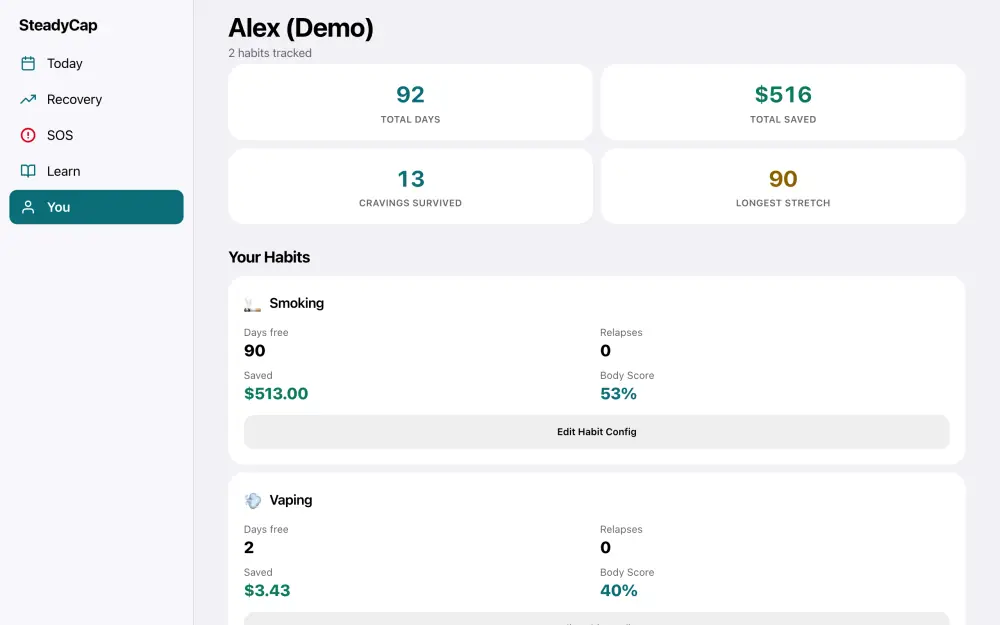 SteadyCap
Today
Recovery
SOS
Learn
You
Alex (Demo)
2 habits tracked
92
TOTAL DAYS
$516
TOTAL SAVED
13
CRAVINGS SURVIVED
90
LONGEST STRETCH
Your Habits
Smoking
Days free
90
Relapses
0
Saved
$513.00
Body Score
53%
Edit Habit Config
Vaping
Days free
2
Relapses
0
Saved
$3.43
Body Score
40%